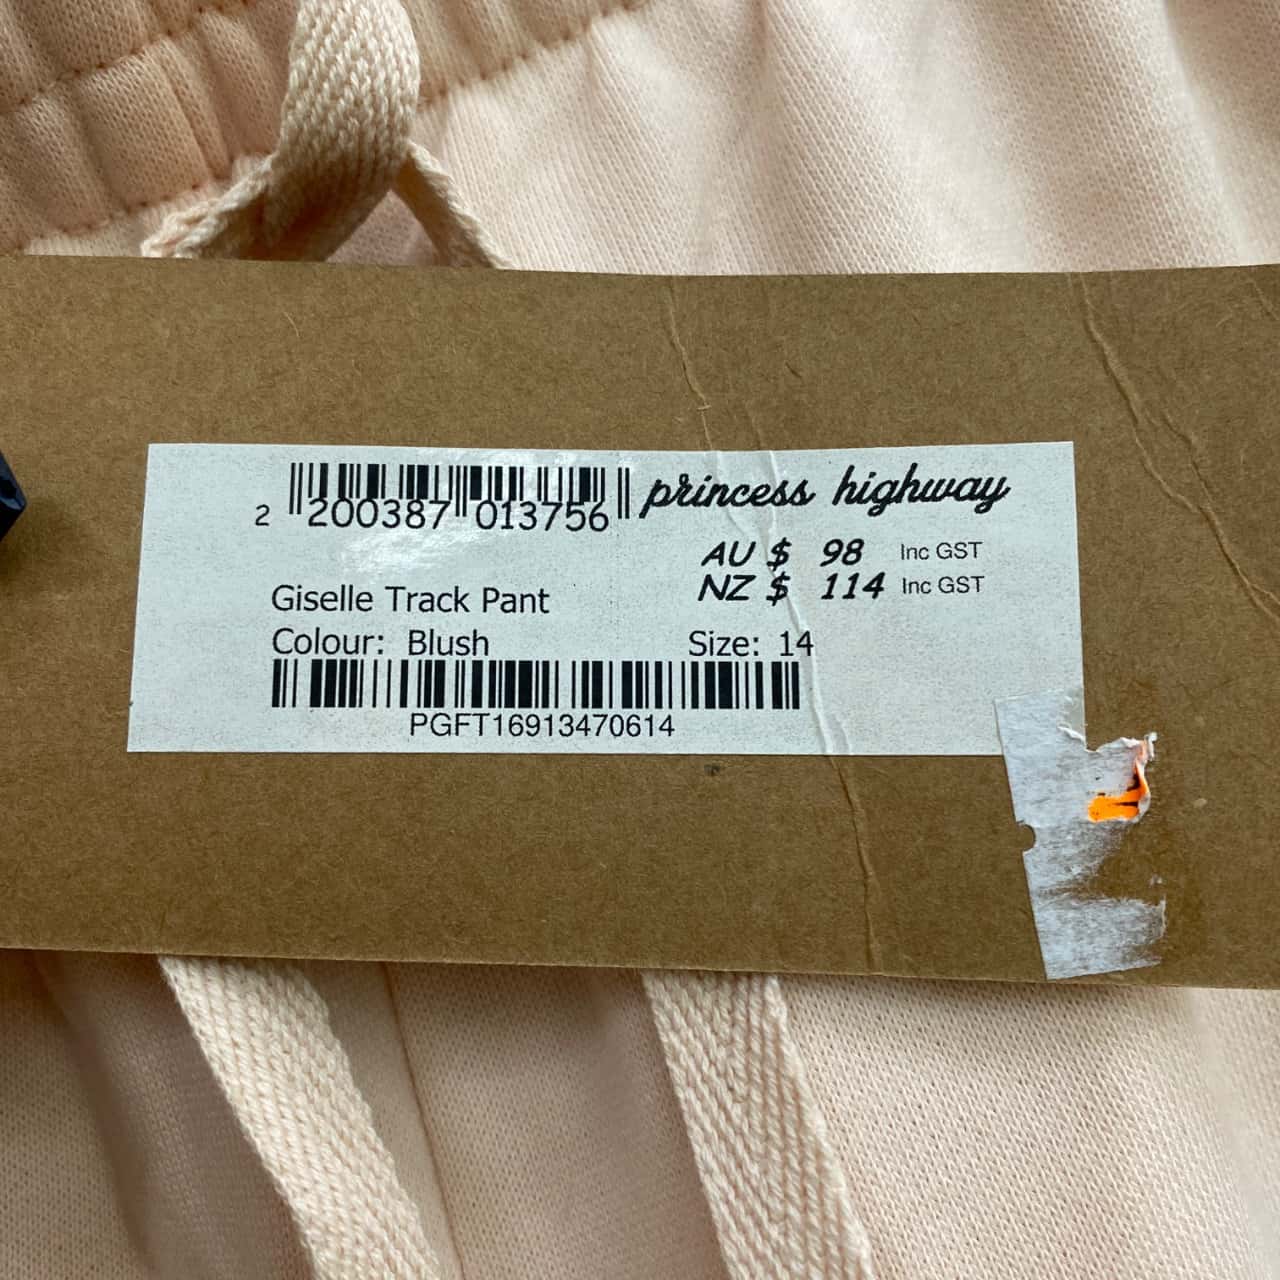 2 200387 013756
princess highway
AU $ 98 Inc GST
NZ $ 114 Inc GST
Giselle Track Pant
Colour: Blush Size: 14
PGFT16913470614